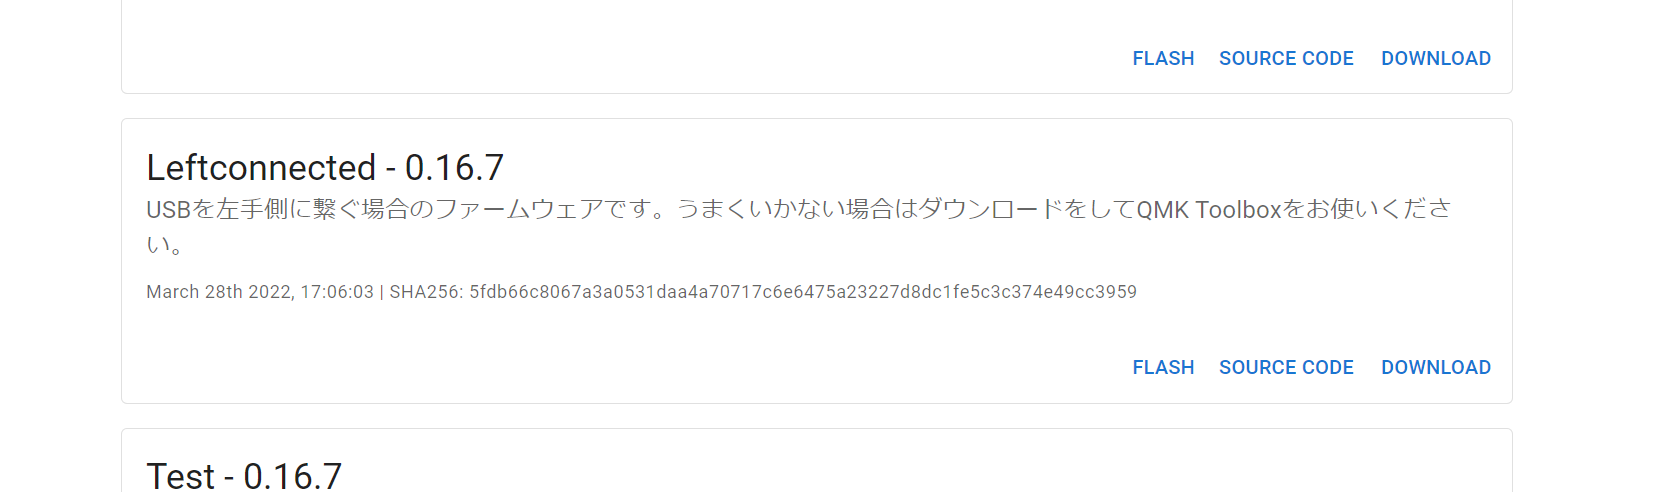 FLASH SOURCE CODE DOWNLOAD
Leftconnected - 0.16.7
USBを左手側に繋ぐ場合のファームウェアです。うまくいかない場合はダウンロードをしてQMK Toolboxをお使いくださ
い。
March 28th 2022, 17:06:03 | SHA256: 5fdb66c8067a3a0531daa4a70717c6e6475a23227d8dc1fe5c3c374e49cc3959
FLASH SOURCE CODE DOWNLOAD
Test - 0.16.7